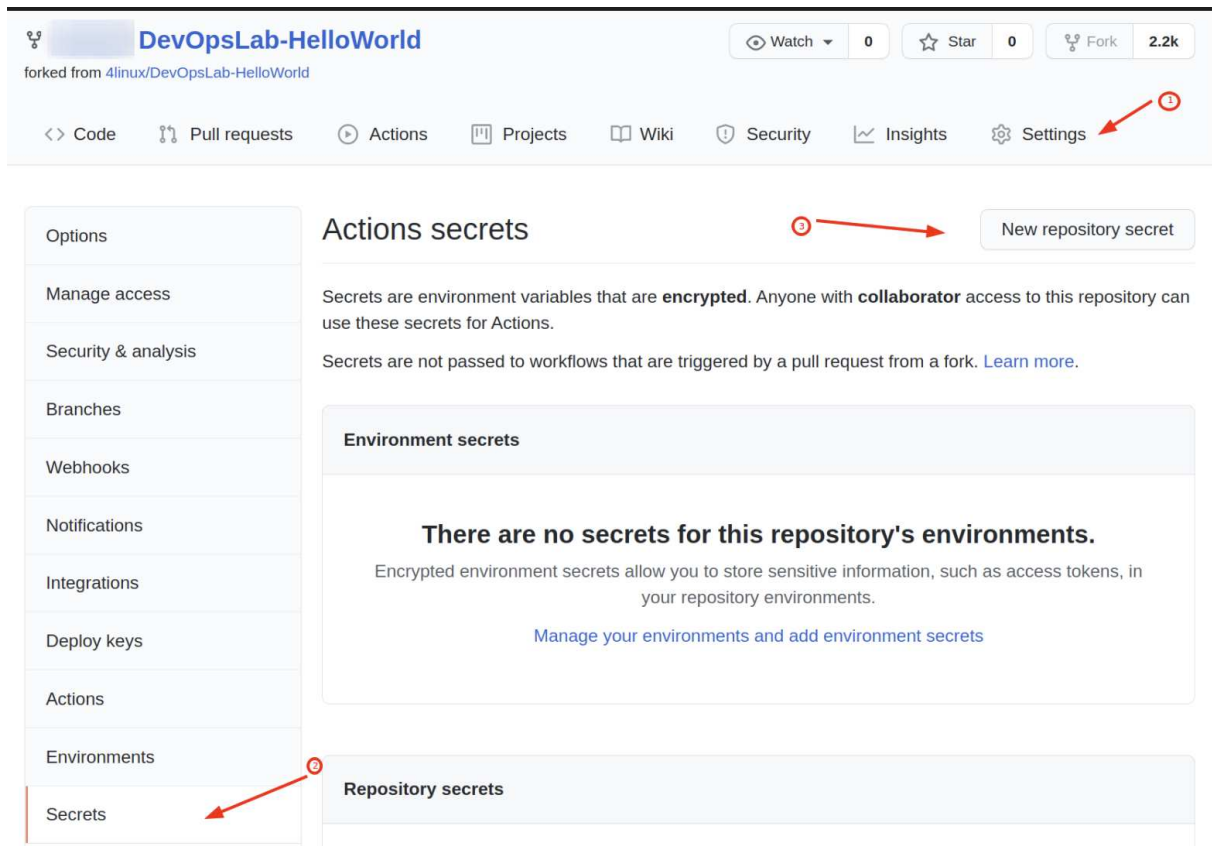 DevOpsLab-HelloWorld
Watch 0 Star 0 Fork 2.2k
forked from 4linux/DevOpsLab-HelloWorld
1
<> Code Pull requests Actions Projects Wiki Security Insights Settings
Options
Manage access
Security & analysis
Branches
Webhooks
Notifications
Integrations
Deploy keys
Actions
Environments
2
Secrets
Actions secrets
3
New repository secret
Secrets are environment variables that are encrypted. Anyone with collaborator access to this repository can
use these secrets for Actions.
Secrets are not passed to workflows that are triggered by a pull request from a fork. Learn more.
Environment secrets
There are no secrets for this repository's environments.
Encrypted environment secrets allow you to store sensitive information, such as access tokens, in
your repository environments.
Manage your environments and add environment secrets
Repository secrets